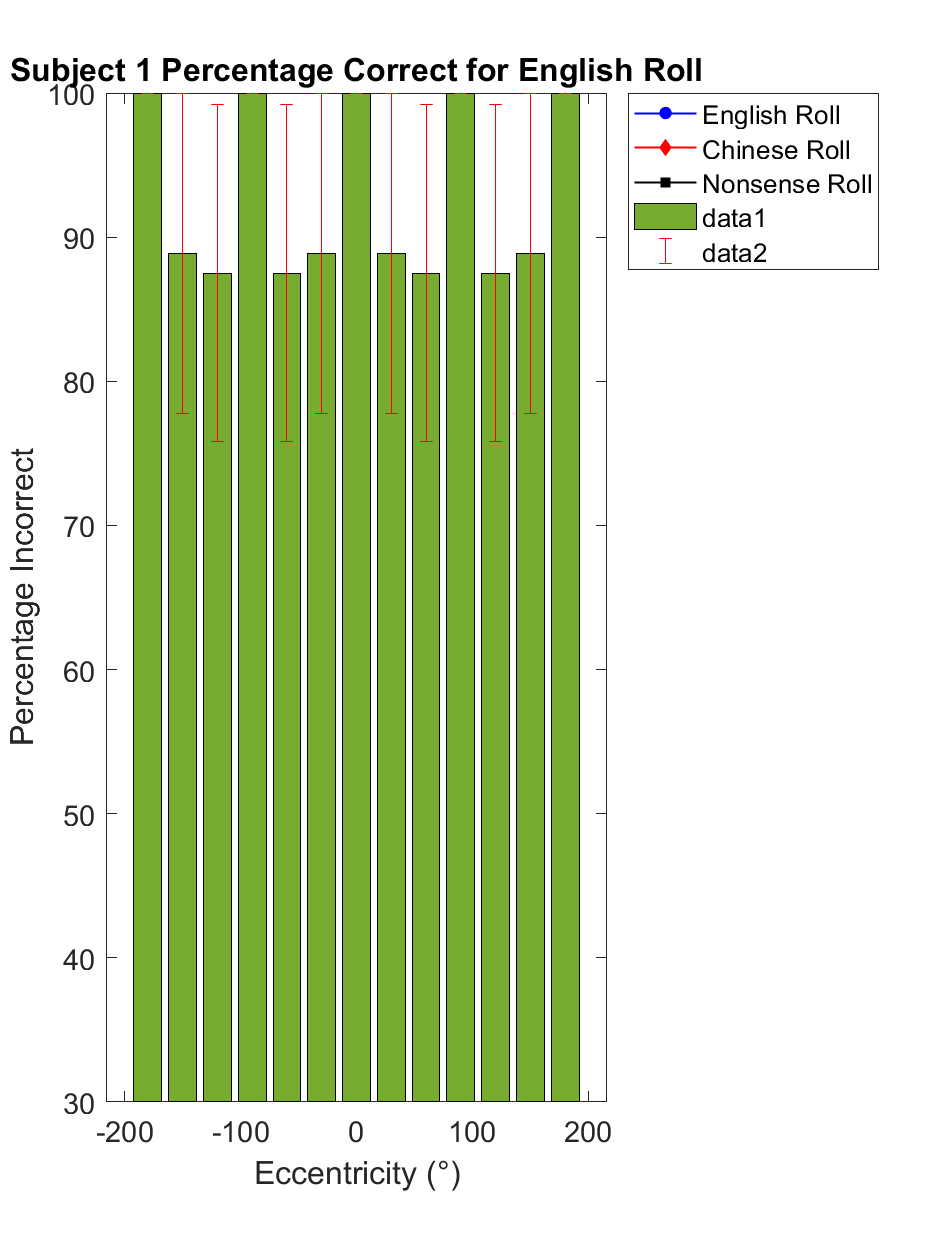 Subject 1 Percentage Correct for English Roll
100
90
80
70
60
50
40
30
Percentage Incorrect
-200 -100 0 100 200
Eccentricity (°)
English Roll
Chinese Roll
Nonsense Roll
data1
data2